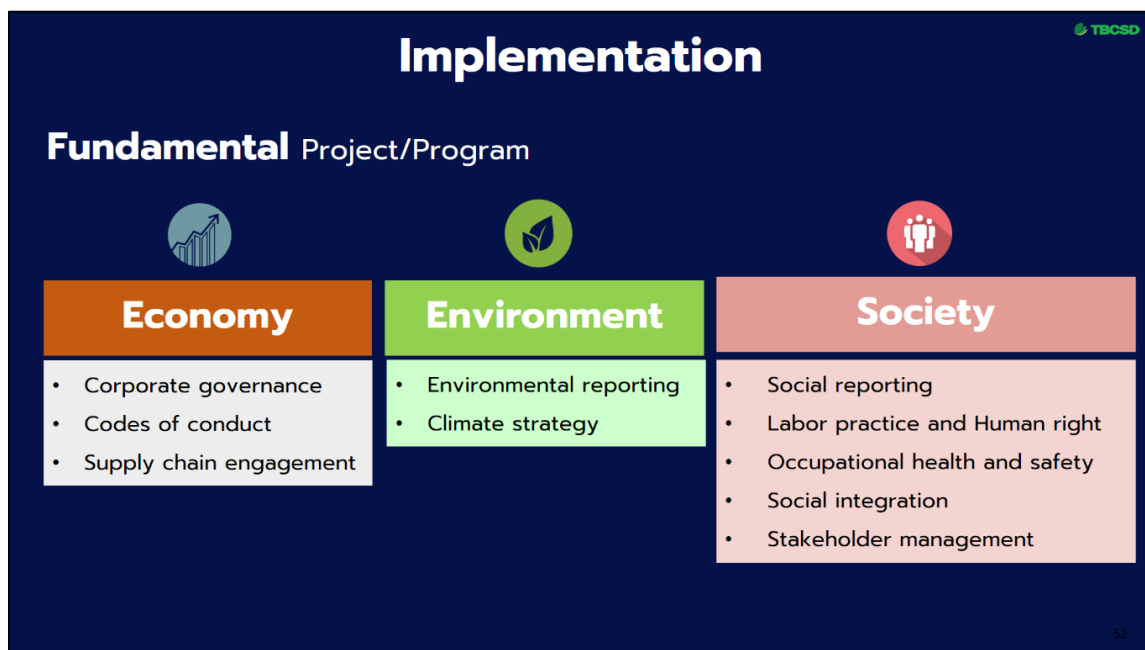 TBCSD
Implementation
Fundamental Project/Program
Economy
• Corporate governance
• Codes of conduct
• Supply chain engagement
Environment
• Environmental reporting
• Climate strategy
Society
• Social reporting
• Labor practice and Human right
• Occupational health and safety
• Social integration
• Stakeholder management
52